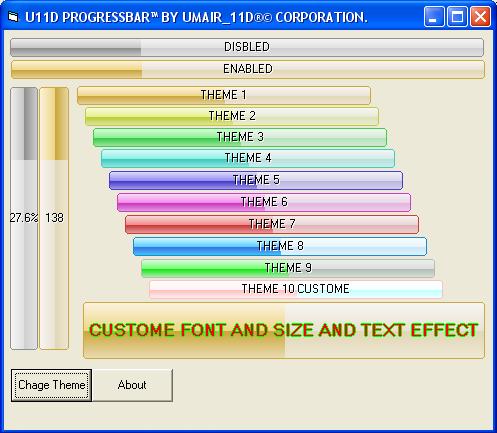 U11D PROGRESSBAR™ BY UMAIR_11D®© CORPORATION.
DISBLED
ENABLED
THEME 1
THEME 2
THEME 3
THEME 4
THEME 5
THEME 6
THEME 7
THEME 8
THEME 9
THEME 10 CUSTOME
27.6% 138
CUSTOME FONT AND SIZE AND TEXT EFFECT
Chage Theme About